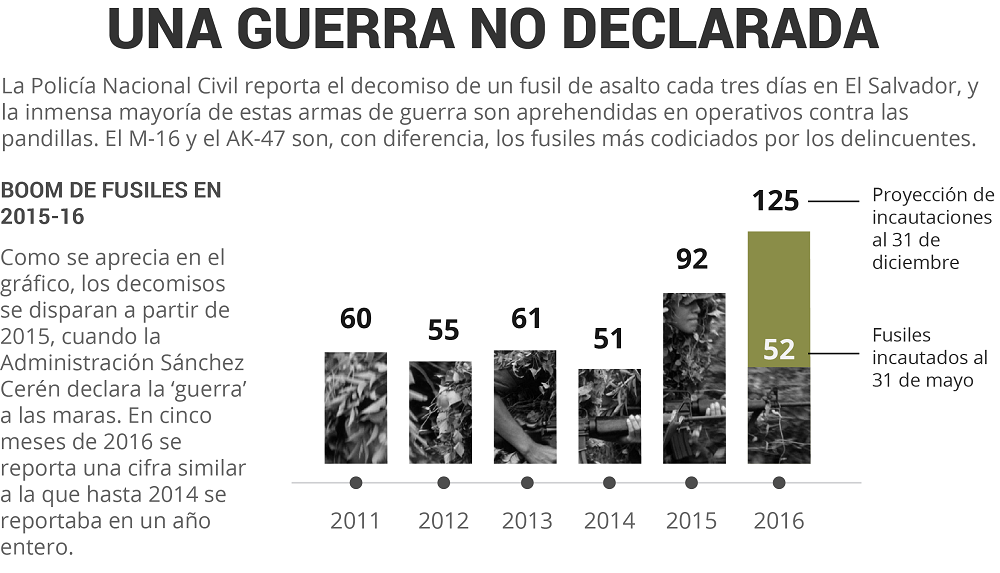 UNA GUERRA NO DECLARADA
La Policía Nacional Civil reporta el decomiso de un fusil de asalto cada tres días en El Salvador, y
la inmensa mayoría de estas armas de guerra son aprehendidas en operativos contra las
pandillas. El M-16 y el AK-47 son, con diferencia, los fusiles más codiciados por los delincuentes.
BOOM DE FUSILES EN
2015-16
Como se aprecia en el
gráfico, los decomisos
se disparan a partir de
2015, cuando la
Administración Sánchez
Cerén declara la ‘guerra’
a las maras. En cinco
meses de 2016 se
reporta una cifra similar
a la que hasta 2014 se
reportaba en un año
entero.
60
55
61
51
92
125
52
Proyección de
incautaciones
al 31 de
diciembre
Fusiles
incautados al
31 de mayo
2011 2012 2013 2014 2015 2016